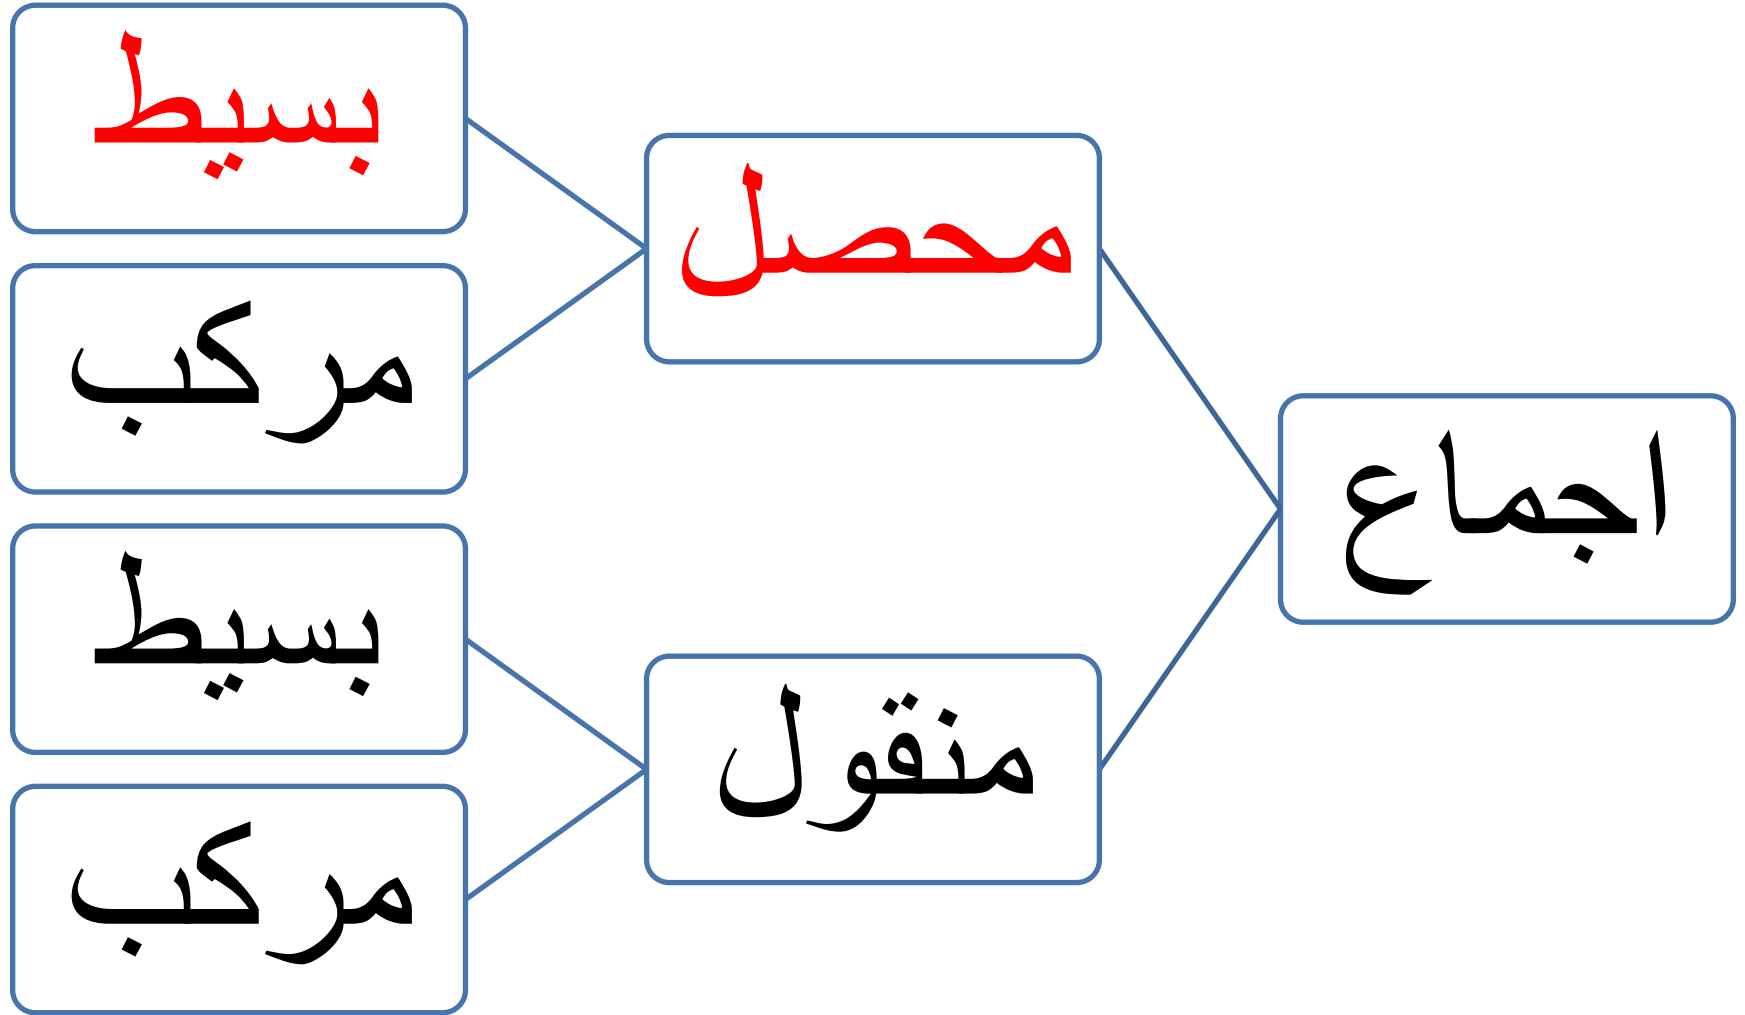 اجماع
محصل
بسيط
مركب
منقول
بسيط
مركب